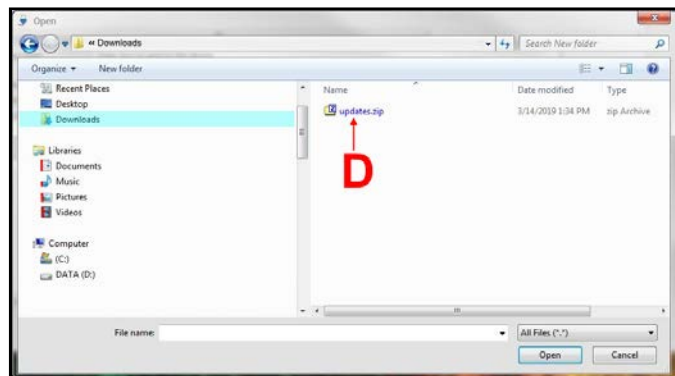 Open
« Downloads
Search New folder
Organize New folder
Recent Places
Desktop
Downloads
Libraries
Documents
Music
Pictures
Videos
Computer
(C:)
DATA (D:)
Name Date modified Type
updates.zip 3/14/2019 1:34 PM zip Archive
D
File name: All Files (*.*)
Open Cancel